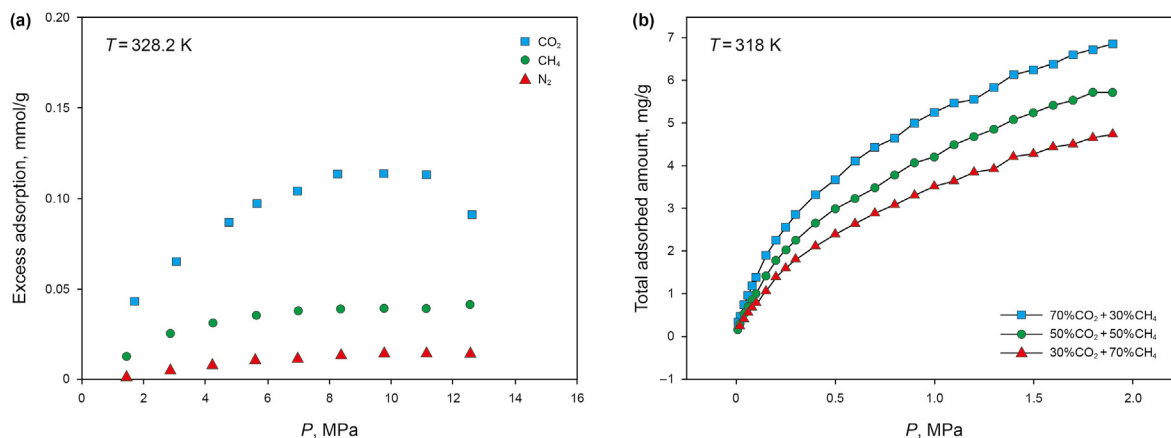 (a)
T = 328.2 K
CO₂
CH₄
N₂
Excess adsorption, mmol/g
0.20
0.15
0.10
0.05
0
0 2 4 6 8 10 12 14 16
P, MPa
(b)
T = 318 K
Total adsorbed amount, mg/g
7
6
5
4
3
2
1
0
−1
70%CO₂ + 30%CH₄
50%CO₂ + 50%CH₄
30%CO₂ + 70%CH₄
0 0.5 1.0 1.5 2.0
P, MPa